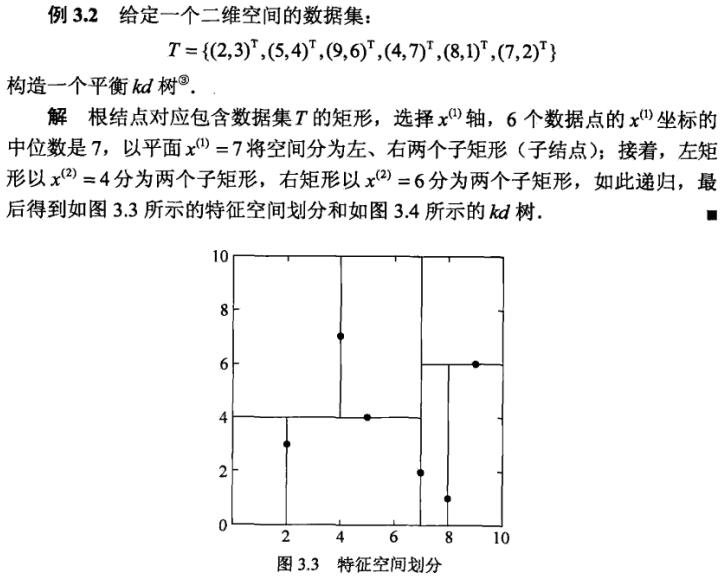 例 3.2 给定一个二维空间的数据集：
T = {(2,3)ᵀ,(5,4)ᵀ,(9,6)ᵀ,(4,7)ᵀ,(8,1)ᵀ,(7,2)ᵀ}
构造一个平衡 kd 树③．
解 根结点对应包含数据集 T 的矩形，选择 x⁽¹⁾ 轴，6 个数据点的 x⁽¹⁾ 坐标的
中位数是 7，以平面 x⁽¹⁾ = 7 将空间分为左、右两个子矩形（子结点）；接着，左矩
形以 x⁽²⁾ = 4 分为两个子矩形，右矩形以 x⁽²⁾ = 6 分为两个子矩形，如此递归，最
后得到如图 3.3 所示的特征空间划分和如图 3.4 所示的 kd 树． ■
10
8
6
4
2
0
2 4 6 8 10
图 3.3 特征空间划分